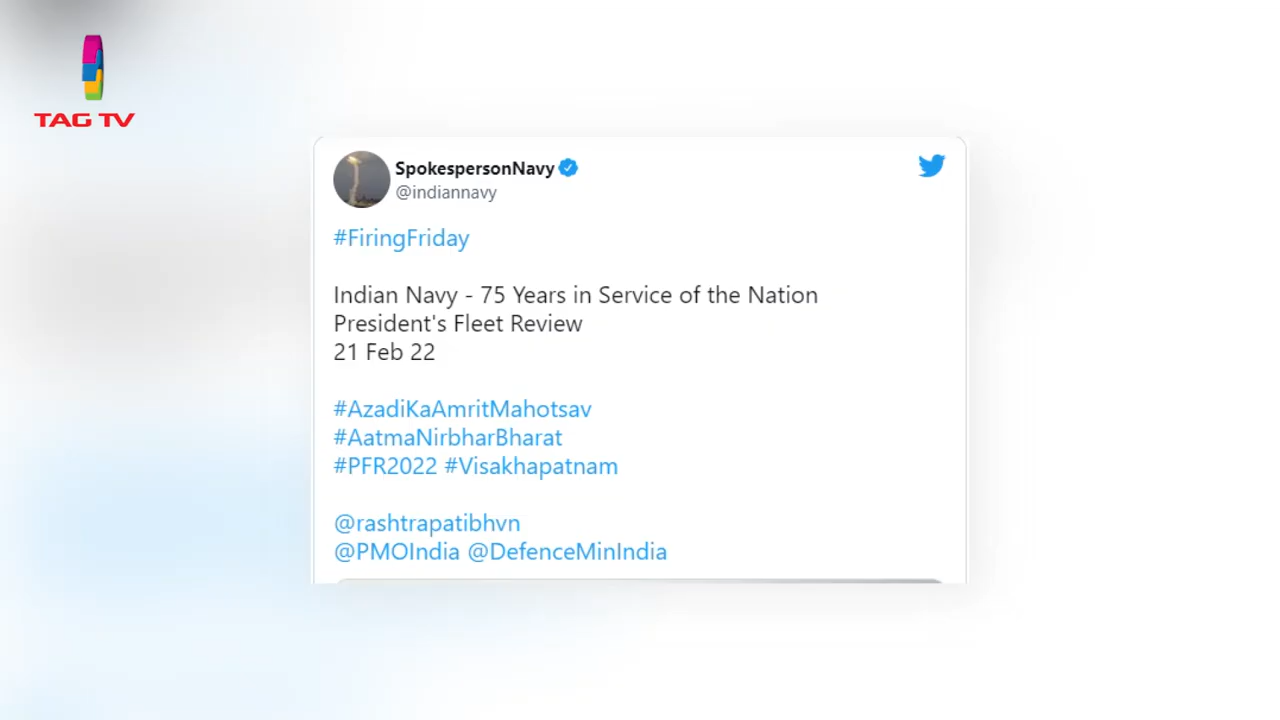 TAG TV
SpokespersonNavy
@indiannavy
#FiringFriday
Indian Navy - 75 Years in Service of the Nation
President's Fleet Review
21 Feb 22
#AzadiKaAmritMahotsav
#AatmaNirbharBharat
#PFR2022 #Visakhapatnam
@rashtrapatibhvn
@PMOIndia @DefenceMinIndia